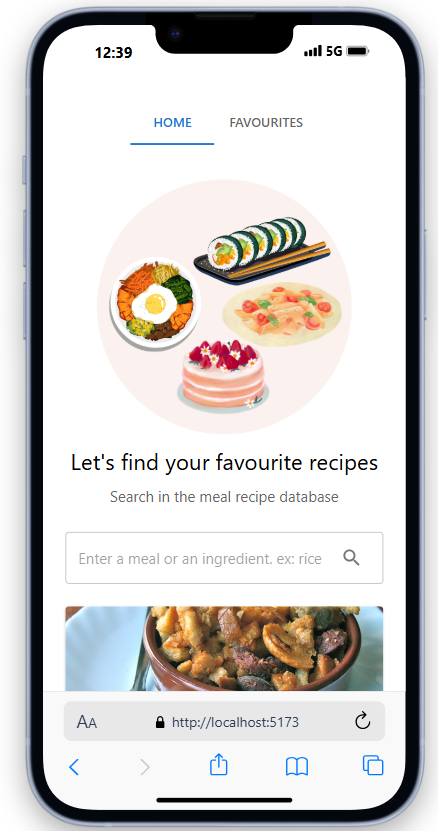 12:39
5G
HOME FAVOURITES
Let's find your favourite recipes
Search in the meal recipe database
Enter a meal or an ingredient. ex: rice
AA http://localhost:5173